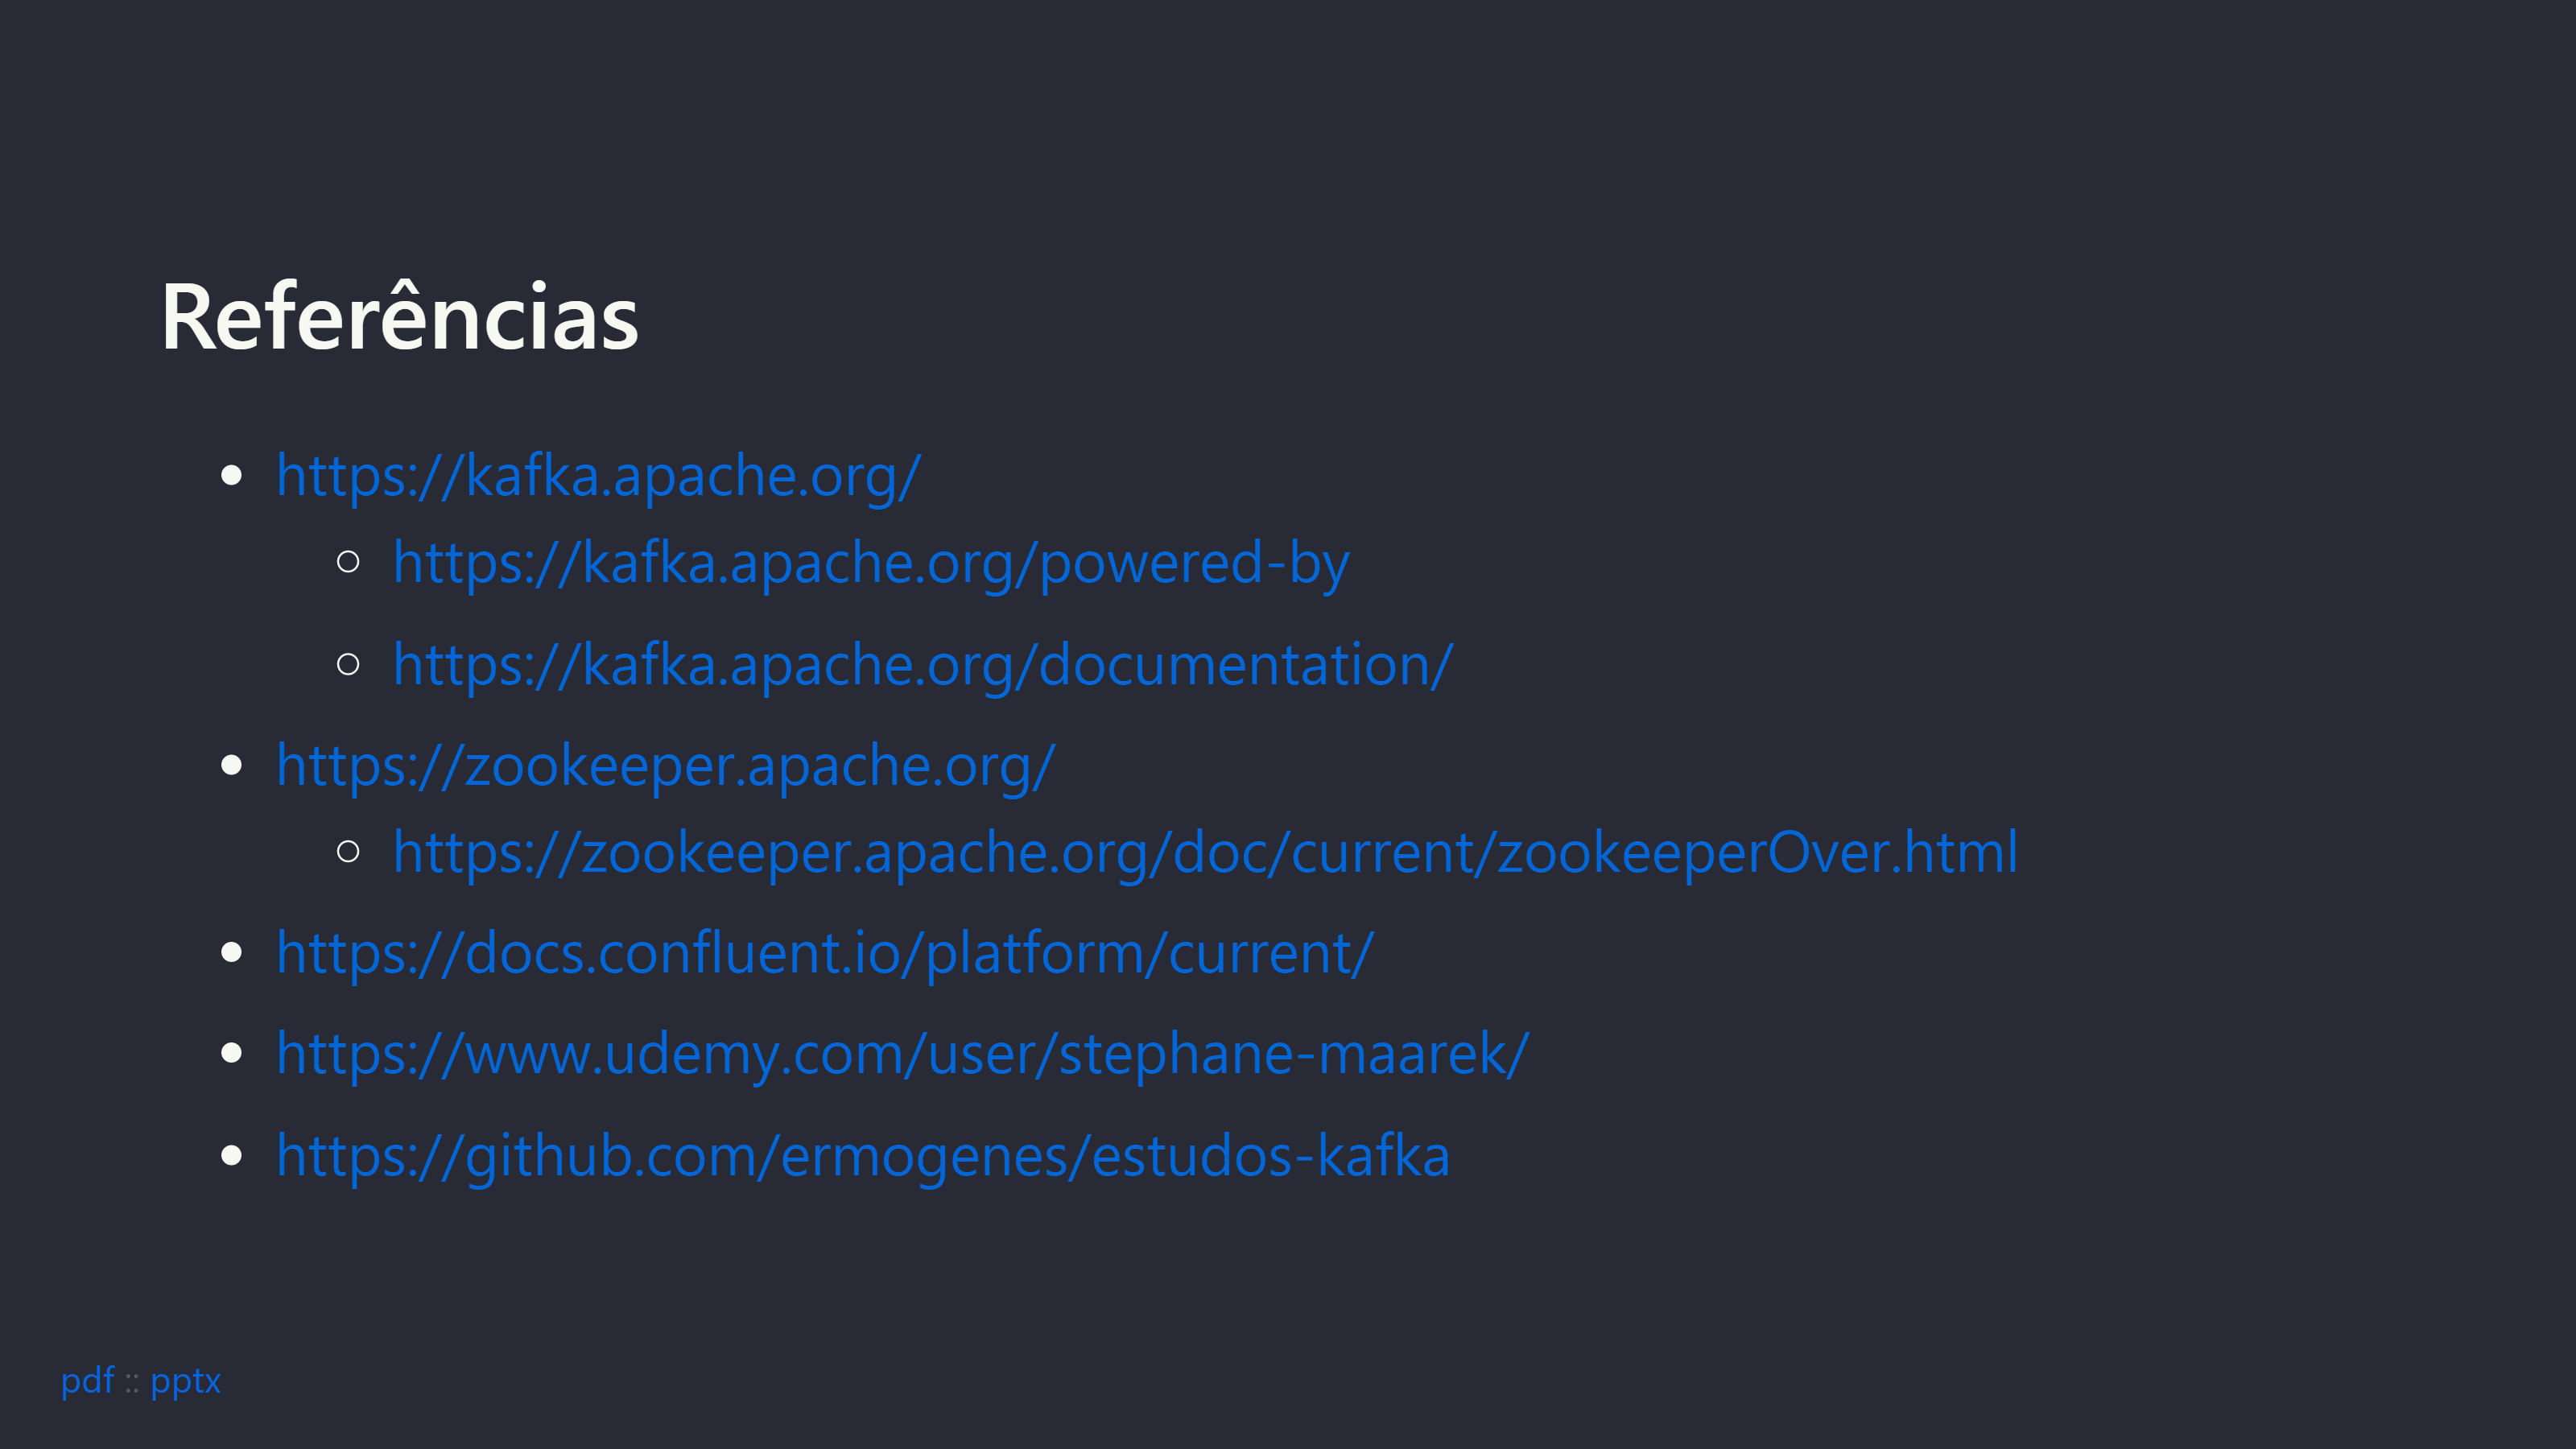 Referências
• https://kafka.apache.org/
○ https://kafka.apache.org/powered-by
○ https://kafka.apache.org/documentation/
• https://zookeeper.apache.org/
○ https://zookeeper.apache.org/doc/current/zookeeperOver.html
• https://docs.confluent.io/platform/current/
• https://www.udemy.com/user/stephane-maarek/
• https://github.com/ermogenes/estudos-kafka
pdf :: pptx